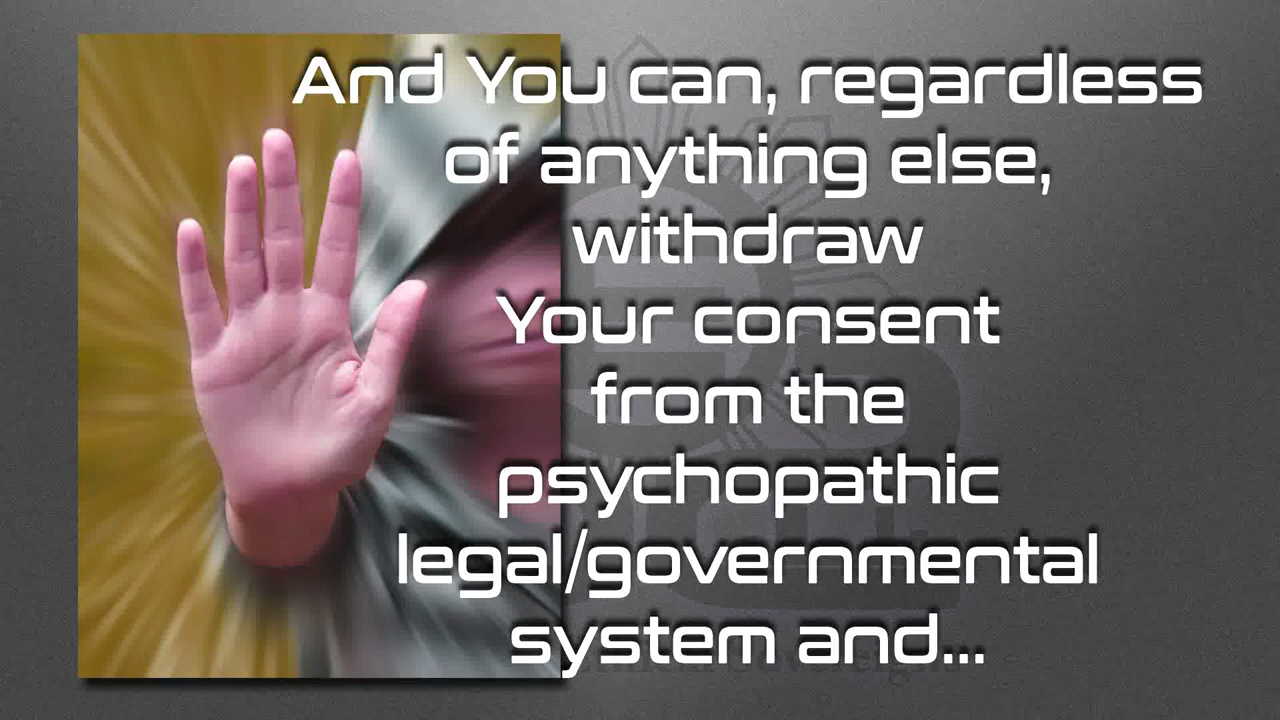 And You can, regardless
of anything else,
withdraw
Your consent
from the
psychopathic
legal/governmental
system and...